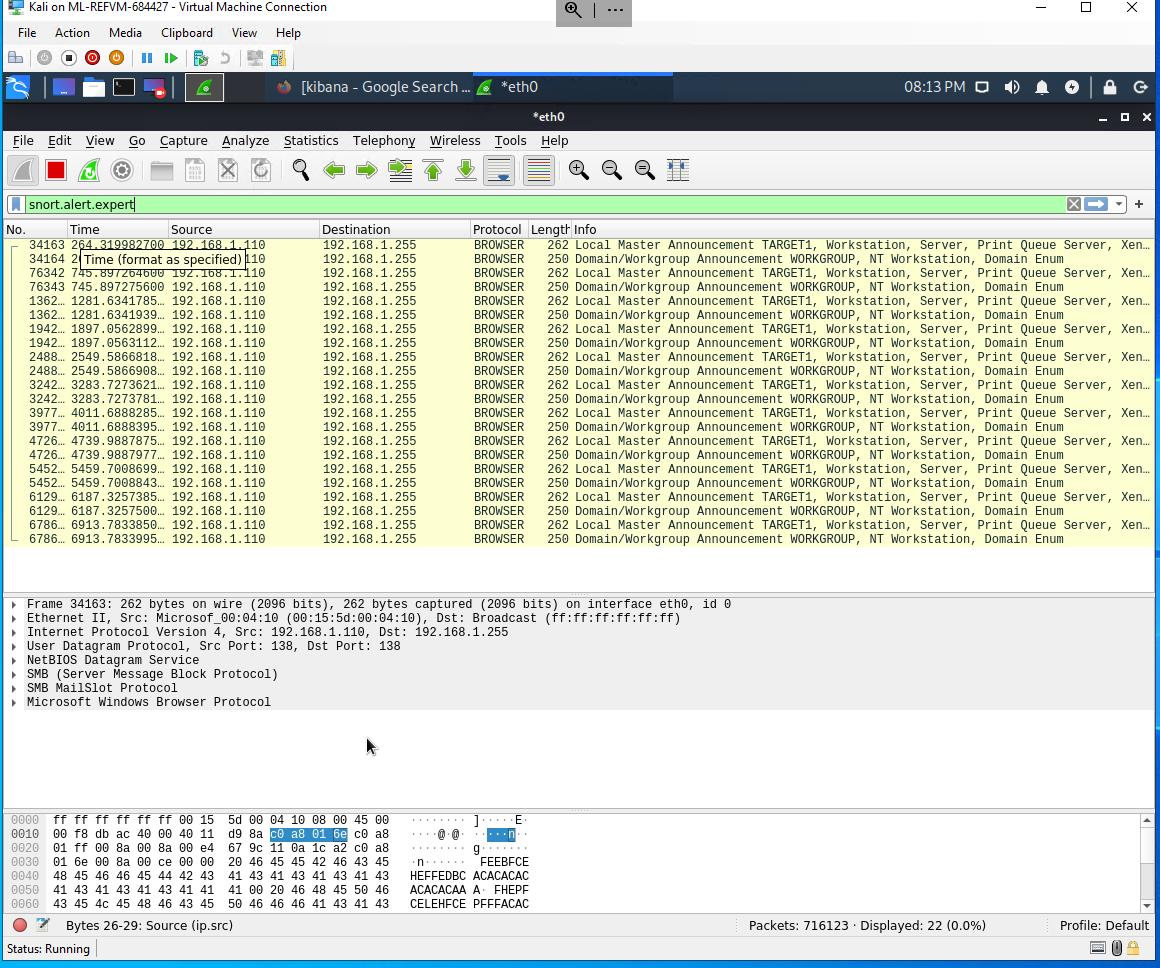 Kali on ML-REFVM-684427 - Virtual Machine Connection
File Action Media Clipboard View Help
[kibana - Google Search ... *eth0 08:13 PM
*eth0
File Edit View Go Capture Analyze Statistics Telephony Wireless Tools Help
snort.alert.expert
No. Time Source Destination Protocol Length Info
34163 264.319982700 192.168.1.110 192.168.1.255 BROWSER 262 Local Master Announcement TARGET1, Workstation, Server, Print Queue Server, Xen...
34164 2 Time (format as specified) 110 192.168.1.255 BROWSER 250 Domain/Workgroup Announcement WORKGROUP, NT Workstation, Domain Enum
76342 745.897264600 192.168.1.110 192.168.1.255 BROWSER 262 Local Master Announcement TARGET1, Workstation, Server, Print Queue Server, Xen...
76343 745.897275600 192.168.1.110 192.168.1.255 BROWSER 250 Domain/Workgroup Announcement WORKGROUP, NT Workstation, Domain Enum
1362... 1281.6341785... 192.168.1.110 192.168.1.255 BROWSER 262 Local Master Announcement TARGET1, Workstation, Server, Print Queue Server, Xen...
1362... 1281.6341939... 192.168.1.110 192.168.1.255 BROWSER 250 Domain/Workgroup Announcement WORKGROUP, NT Workstation, Domain Enum
1942... 1897.0562899... 192.168.1.110 192.168.1.255 BROWSER 262 Local Master Announcement TARGET1, Workstation, Server, Print Queue Server, Xen...
1942... 1897.0563112... 192.168.1.110 192.168.1.255 BROWSER 250 Domain/Workgroup Announcement WORKGROUP, NT Workstation, Domain Enum
2488... 2549.5866818... 192.168.1.110 192.168.1.255 BROWSER 262 Local Master Announcement TARGET1, Workstation, Server, Print Queue Server, Xen...
2488... 2549.5866908... 192.168.1.110 192.168.1.255 BROWSER 250 Domain/Workgroup Announcement WORKGROUP, NT Workstation, Domain Enum
3242... 3283.7273621... 192.168.1.110 192.168.1.255 BROWSER 262 Local Master Announcement TARGET1, Workstation, Server, Print Queue Server, Xen...
3242... 3283.7273781... 192.168.1.110 192.168.1.255 BROWSER 250 Domain/Workgroup Announcement WORKGROUP, NT Workstation, Domain Enum
3977... 4011.6888285... 192.168.1.110 192.168.1.255 BROWSER 262 Local Master Announcement TARGET1, Workstation, Server, Print Queue Server, Xen...
3977... 4011.6888395... 192.168.1.110 192.168.1.255 BROWSER 250 Domain/Workgroup Announcement WORKGROUP, NT Workstation, Domain Enum
4726... 4739.9887875... 192.168.1.110 192.168.1.255 BROWSER 262 Local Master Announcement TARGET1, Workstation, Server, Print Queue Server, Xen...
4726... 4739.9887977... 192.168.1.110 192.168.1.255 BROWSER 250 Domain/Workgroup Announcement WORKGROUP, NT Workstation, Domain Enum
5452... 5459.7008699... 192.168.1.110 192.168.1.255 BROWSER 262 Local Master Announcement TARGET1, Workstation, Server, Print Queue Server, Xen...
5452... 5459.7008843... 192.168.1.110 192.168.1.255 BROWSER 250 Domain/Workgroup Announcement WORKGROUP, NT Workstation, Domain Enum
6129... 6187.3257385... 192.168.1.110 192.168.1.255 BROWSER 262 Local Master Announcement TARGET1, Workstation, Server, Print Queue Server, Xen...
6129... 6187.3257500... 192.168.1.110 192.168.1.255 BROWSER 250 Domain/Workgroup Announcement WORKGROUP, NT Workstation, Domain Enum
6786... 6913.7833850... 192.168.1.110 192.168.1.255 BROWSER 262 Local Master Announcement TARGET1, Workstation, Server, Print Queue Server, Xen...
6786... 6913.7833995... 192.168.1.110 192.168.1.255 BROWSER 250 Domain/Workgroup Announcement WORKGROUP, NT Workstation, Domain Enum
Frame 34163: 262 bytes on wire (2096 bits), 262 bytes captured (2096 bits) on interface eth0, id 0
Ethernet II, Src: Microsof_00:04:10 (00:15:5d:00:04:10), Dst: Broadcast (ff:ff:ff:ff:ff:ff)
Internet Protocol Version 4, Src: 192.168.1.110, Dst: 192.168.1.255
User Datagram Protocol, Src Port: 138, Dst Port: 138
NetBIOS Datagram Service
SMB (Server Message Block Protocol)
SMB MailSlot Protocol
Microsoft Windows Browser Protocol
0000 ff ff ff ff ff ff 00 15 5d 00 04 10 08 00 45 00 ········ ]·····E·
0010 00 f8 db ac 40 00 40 11 d9 8a c0 a8 01 6e c0 a8 ····@·@· ·····n··
0020 01 ff 00 8a 00 8a 00 e4 67 9c 11 0a 1c a2 c0 a8 ········ g·······
0030 01 6e 00 8a 00 ce 00 00 20 46 45 45 42 46 43 45 ·n······ FEEBFCE
0040 48 45 46 46 45 44 42 43 41 43 41 43 41 43 41 43 HEFFEDBC ACACACAC
0050 41 43 41 43 41 43 41 41 41 00 20 46 48 45 50 46 ACACACAA A· FHEPF
0060 43 45 4c 45 48 46 43 45 50 46 46 46 41 43 41 43 CELEHFCE PFFFACAC
Bytes 26-29: Source (ip.src) Packets: 716123 · Displayed: 22 (0.0%) Profile: Default
Status: Running